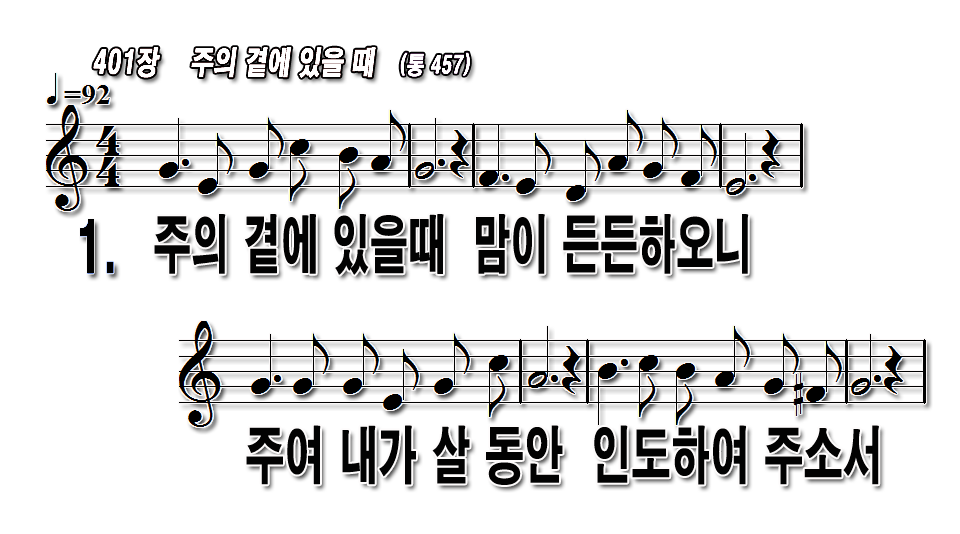 401장 주의 곁에 있을 때 (통 457)
♩=92
1. 주의 곁에 있을때 맘이 든든하오니
주여 내가 살 동안 인도하여 주소서